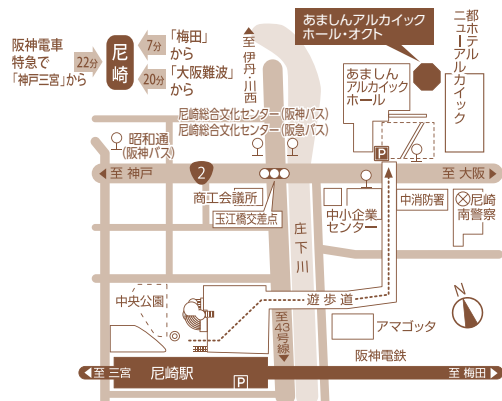 阪神電車
特急で
「神戸三宮」から
22分
尼崎
7分
「梅田」
から
20分
「大阪難波」
から
至 伊丹・川西
あましんアルカイック
ホール・オクト
都ホテル
ニューアルカイック
あましん
アルカイック
ホール
尼崎総合文化センター(阪神バス)
尼崎総合文化センター(阪急バス)
昭和通
(阪神バス)
P
至 神戸
2
至 大阪
商工会議所
玉江橋交差点
中小企業
センター
中消防署
尼崎
南警察
庄下川
中央公園
遊歩道
至43号線
アマゴッタ
N
阪神電鉄
至 三宮
尼崎駅
P
至 梅田